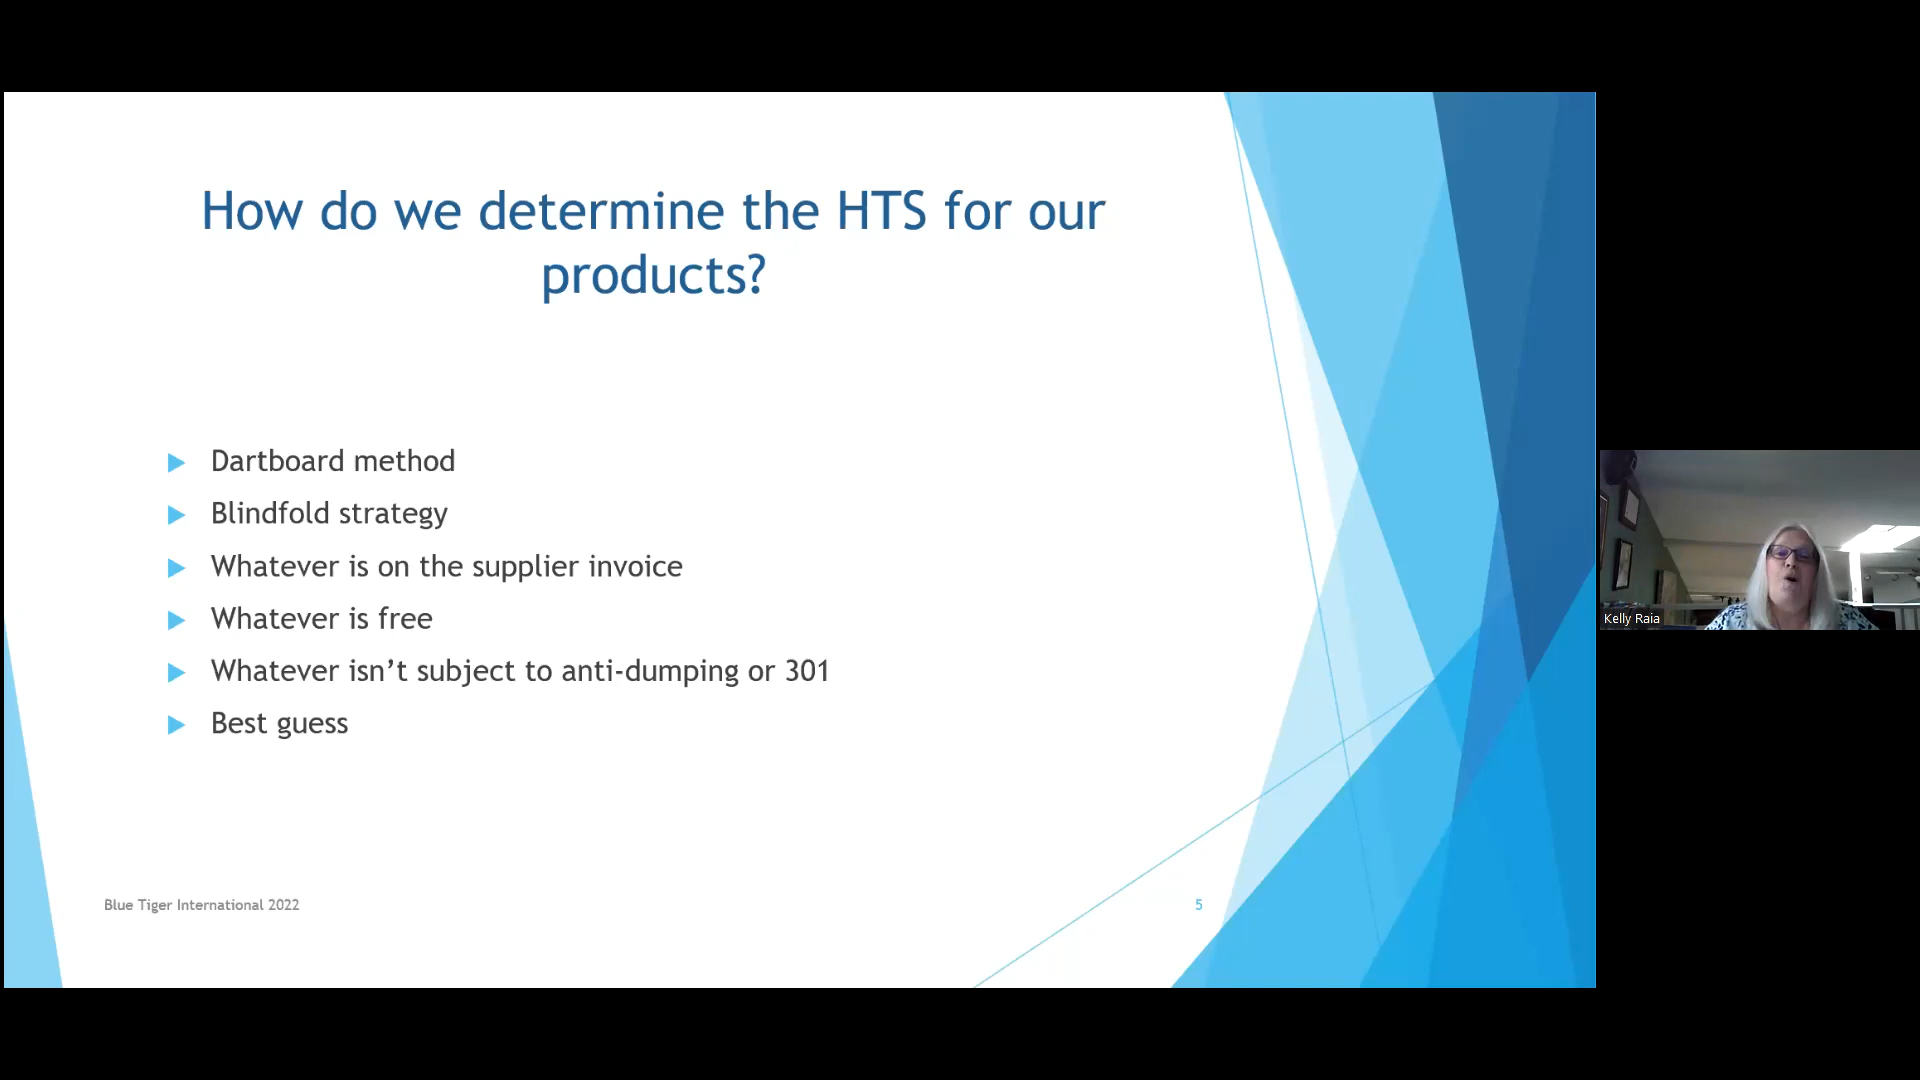 How do we determine the HTS for our
products?
Dartboard method
Blindfold strategy
Whatever is on the supplier invoice
Whatever is free
Whatever isn’t subject to anti-dumping or 301
Best guess
Blue Tiger International 2022
5
Kelly Raia